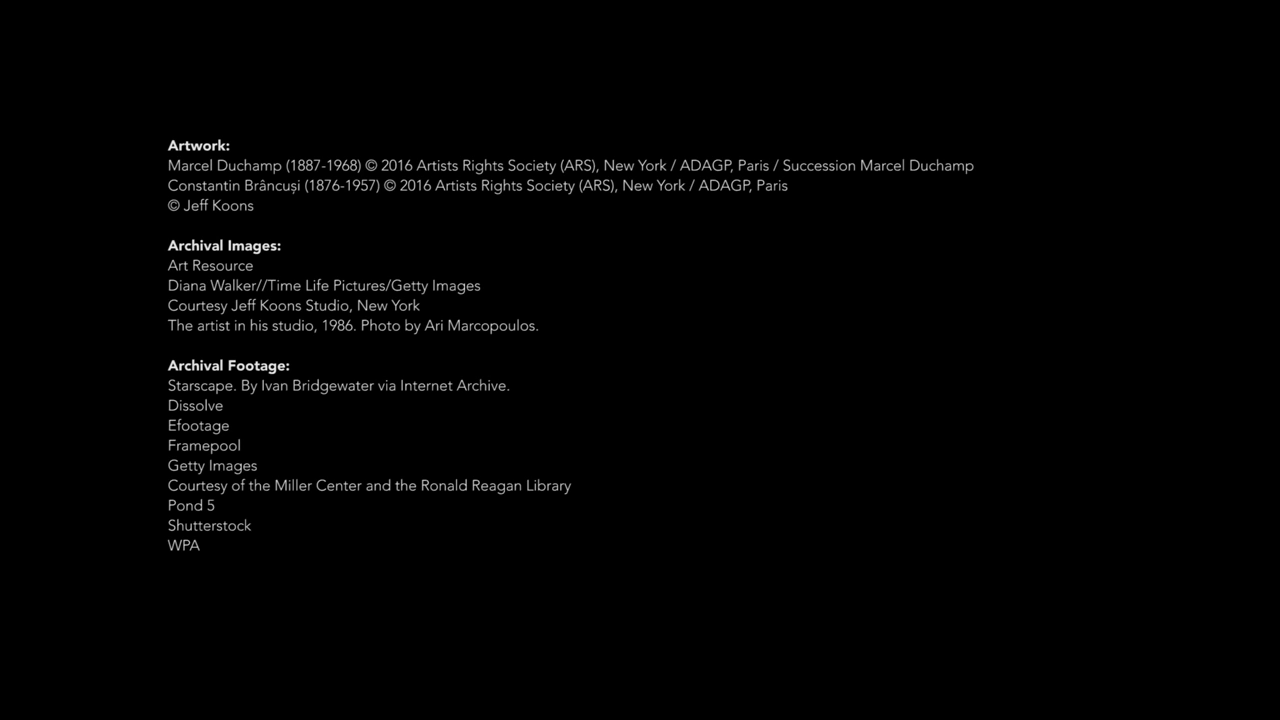 Artwork:
Marcel Duchamp (1887-1968) © 2016 Artists Rights Society (ARS), New York / ADAGP, Paris / Succession Marcel Duchamp
Constantin Brâncuși (1876-1957) © 2016 Artists Rights Society (ARS), New York / ADAGP, Paris
© Jeff Koons
Archival Images:
Art Resource
Diana Walker//Time Life Pictures/Getty Images
Courtesy Jeff Koons Studio, New York
The artist in his studio, 1986. Photo by Ari Marcopoulos.
Archival Footage:
Starscape. By Ivan Bridgewater via Internet Archive.
Dissolve
Efootage
Framepool
Getty Images
Courtesy of the Miller Center and the Ronald Reagan Library
Pond 5
Shutterstock
WPA